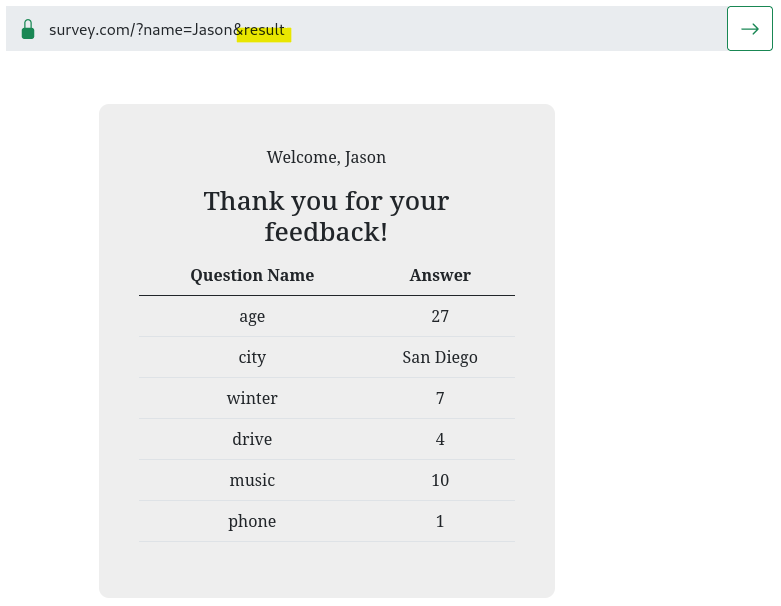 survey.com/?name=Jason&result
Welcome, Jason
Thank you for your
feedback!
Question Name Answer
age 27
city San Diego
winter 7
drive 4
music 10
phone 1